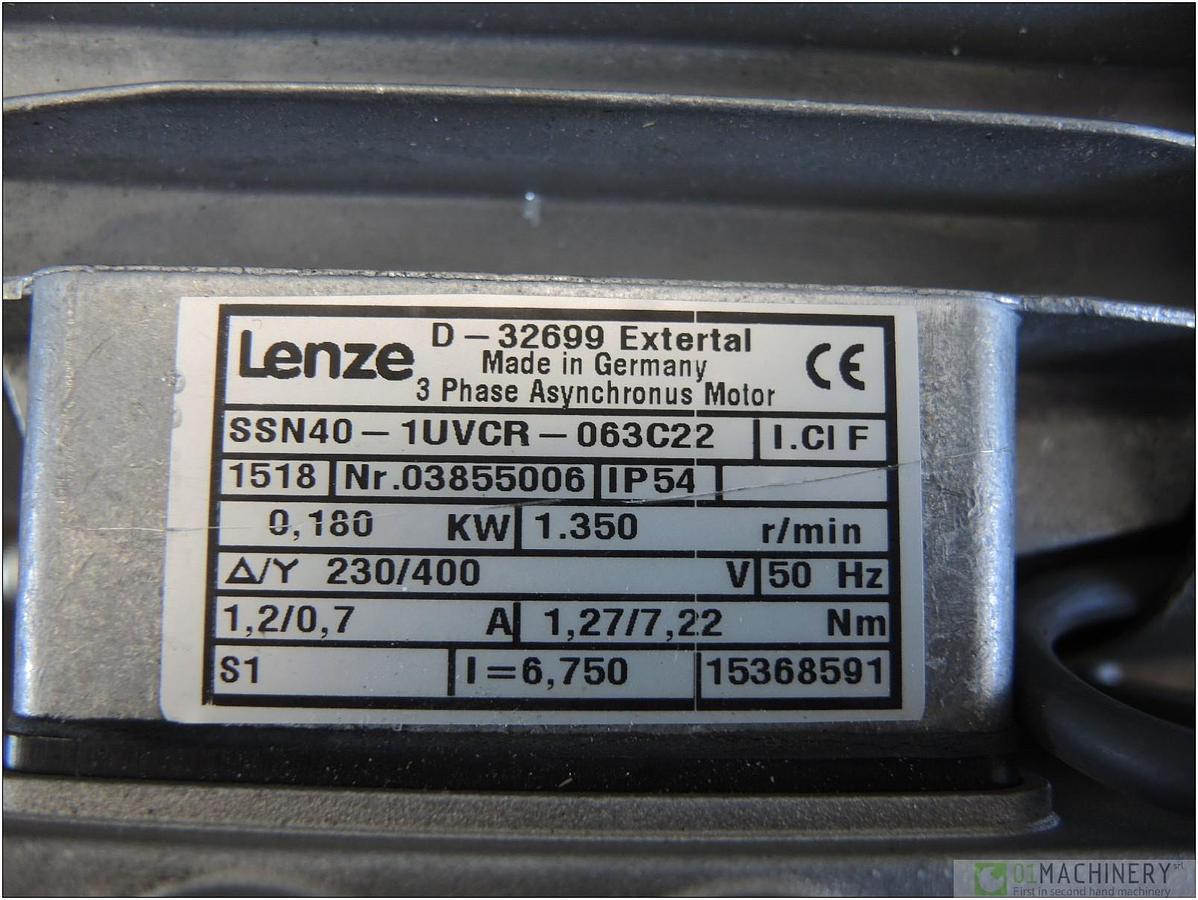 Lenze D-32699 Extertal CE
Made in Germany
3 Phase Asynchronus Motor
SSN40-1UVCR-063C22 I.Cl F
1518 Nr.03855006 IP54
0,180 KW 1.350 r/min
Δ/Y 230/400 V 50 Hz
1,2/0,7 A 1,27/7,22 Nm
S1 I=6,750 15368591
01MACHINERY srl
First in second hand machinery